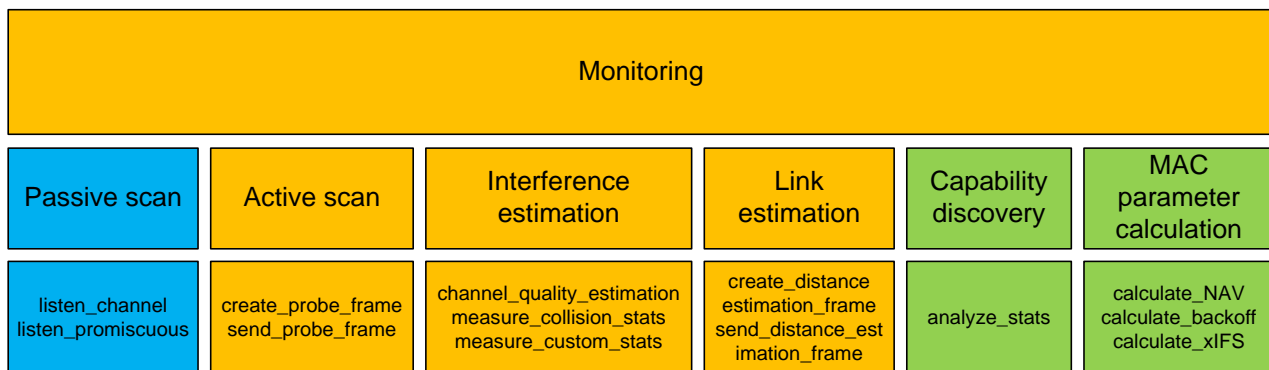 Monitoring
Passive scan
Active scan
Interference
estimation
Link
estimation
Capability
discovery
MAC
parameter
calculation
listen_channel
listen_promiscuous
create_probe_frame
send_probe_frame
channel_quality_estimation
measure_collision_stats
measure_custom_stats
create_distance
estimation_frame
send_distance_est
imation_frame
analyze_stats
calculate_NAV
calculate_backoff
calculate_xIFS